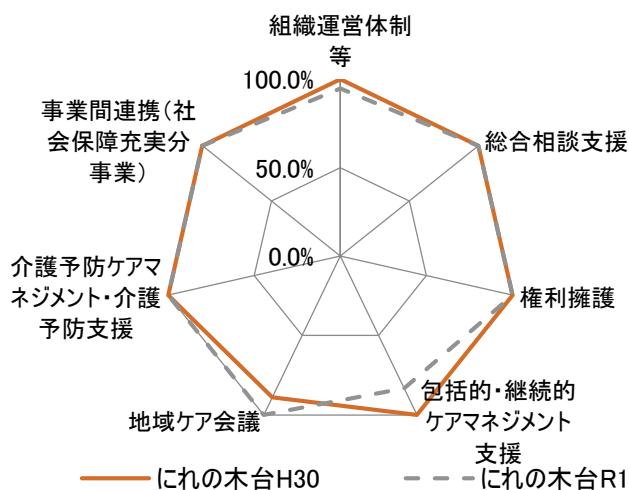 組織運営体制
等
100.0%
50.0%
0.0%
総合相談支援
権利擁護
包括的・継続的
ケアマネジメント
支援
地域ケア会議
介護予防ケアマ
ネジメント・介護
予防支援
事業間連携（社
会保障充実分
事業）
にれの木台H30
にれの木台R1